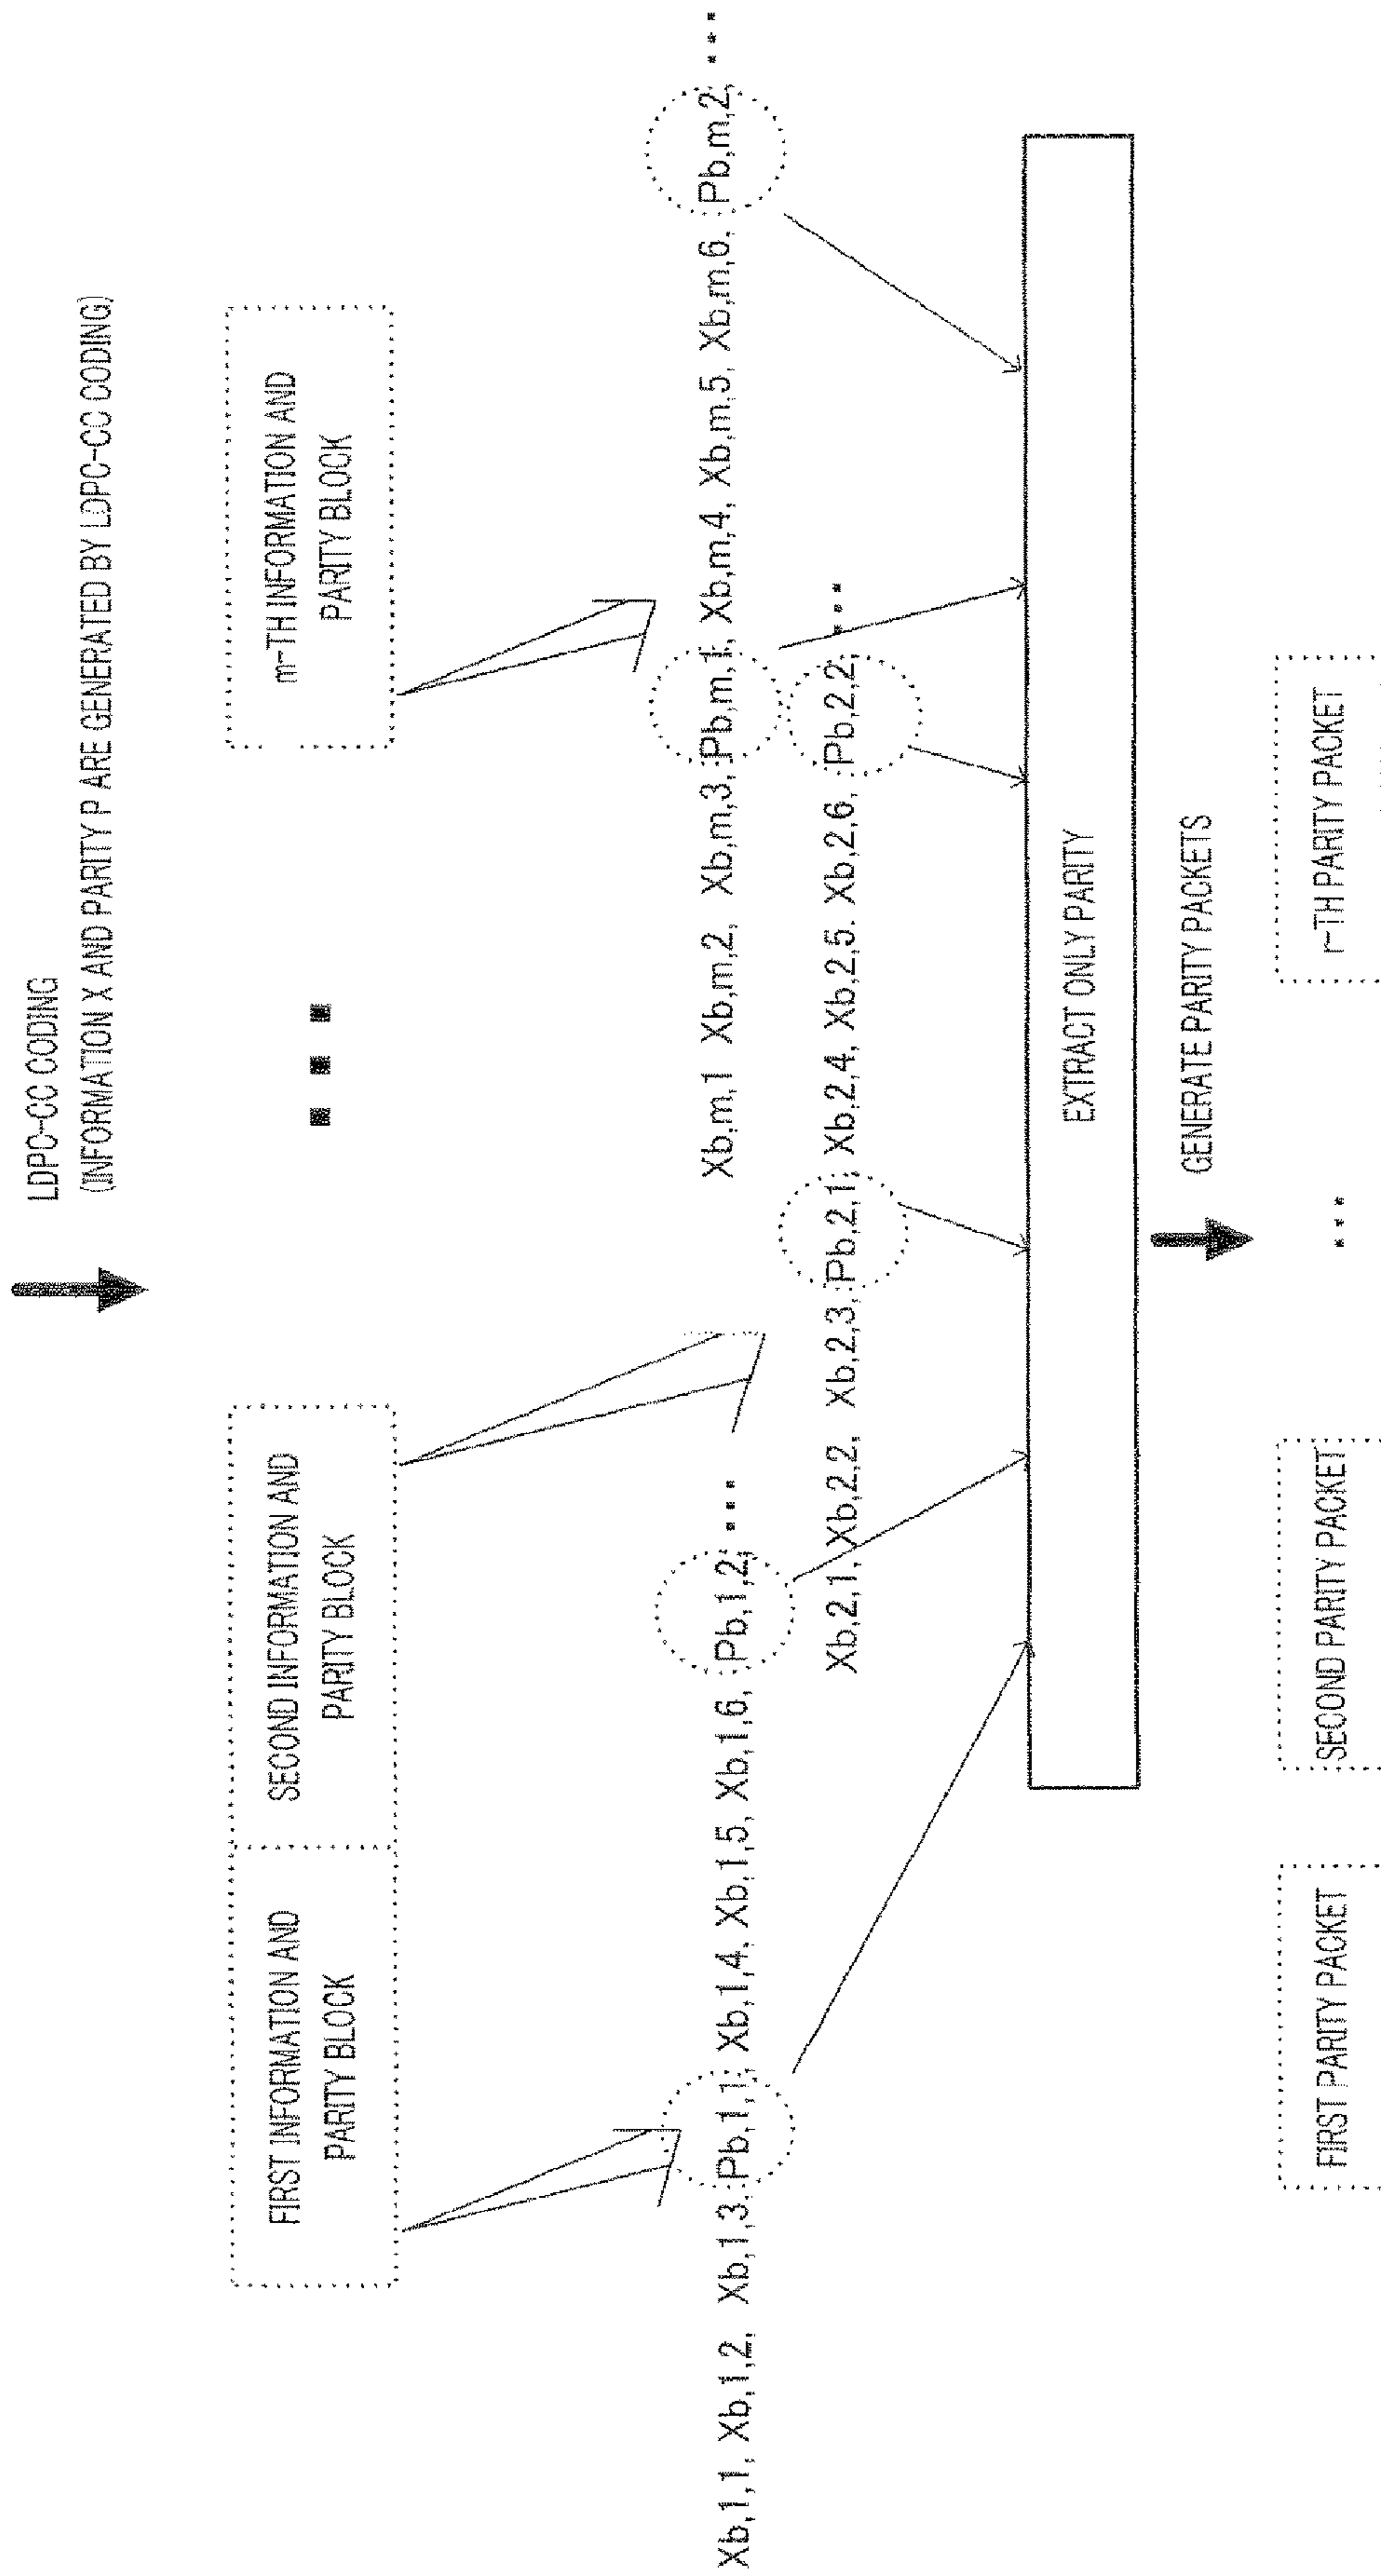 LDPC-CC CODING
(INFORMATION X AND PARITY P ARE GENERATED BY LDPC-CC CODING)
FIRST INFORMATION AND
PARITY BLOCK
SECOND INFORMATION AND
PARITY BLOCK
▪ ▪ ▪
m-TH INFORMATION AND
PARITY BLOCK
Xb,1,1, Xb,1,2, Xb,1,3, Pb,1,1, Xb,1,4, Xb,1,5, Xb,1,6, Pb,1,2, ▪▪▪
Xb,m,1 Xb,m,2, Xb,m,3, Pb,m,1, Xb,m,4, Xb,m,5, Xb,m,6, Pb,m,2, ▪▪▪
Xb,2,1, Xb,2,2, Xb,2,3, Pb,2,1, Xb,2,4, Xb,2,5. Xb,2,6, Pb,2,2, ▪▪▪
EXTRACT ONLY PARITY
GENERATE PARITY PACKETS
FIRST PARITY PACKET
SECOND PARITY PACKET
▪▪▪
r-TH PARITY PACKET